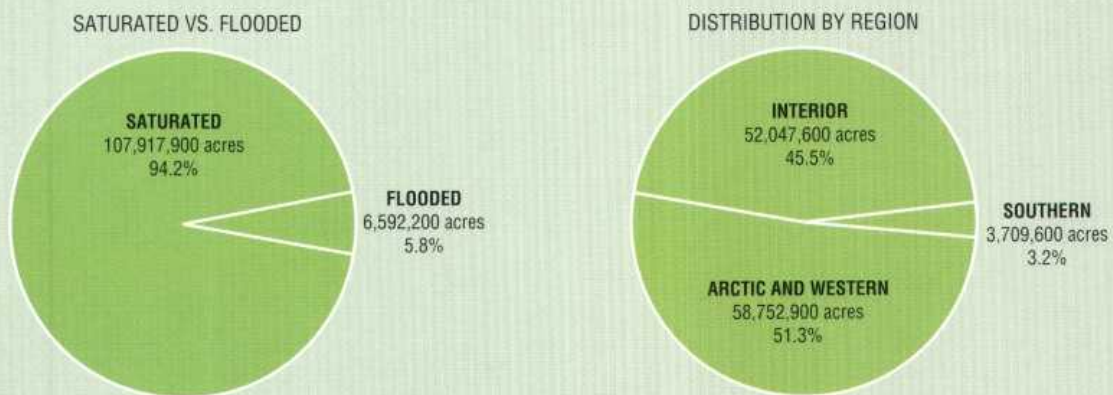 SATURATED VS. FLOODED
SATURATED
107,917,900 acres
94.2%
FLOODED
6,592,200 acres
5.8%
DISTRIBUTION BY REGION
INTERIOR
52,047,600 acres
45.5%
SOUTHERN
3,709,600 acres
3.2%
ARCTIC AND WESTERN
58,752,900 acres
51.3%